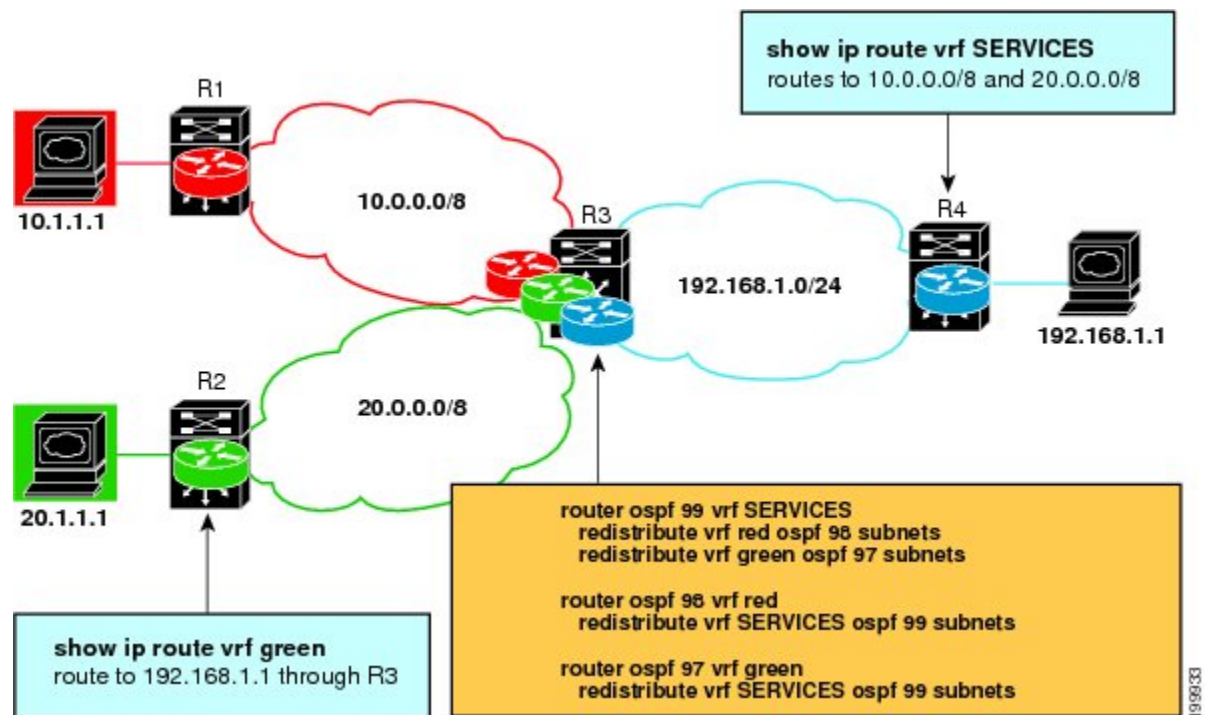 show ip route vrf SERVICES
routes to 10.0.0.0/8 and 20.0.0.0/8
R1
10.1.1.1
10.0.0.0/8
R3
192.168.1.0/24
R4
192.168.1.1
R2
20.1.1.1
20.0.0.0/8
show ip route vrf green
route to 192.168.1.1 through R3
router ospf 99 vrf SERVICES
redistribute vrf red ospf 98 subnets
redistribute vrf green ospf 97 subnets
router ospf 98 vrf red
redistribute vrf SERVICES ospf 99 subnets
router ospf 97 vrf green
redistribute vrf SERVICES ospf 99 subnets
199933